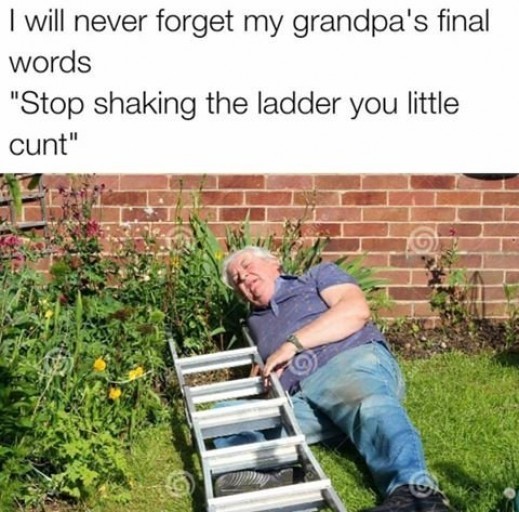 I will never forget my grandpa's final
words
"Stop shaking the ladder you little
cunt"